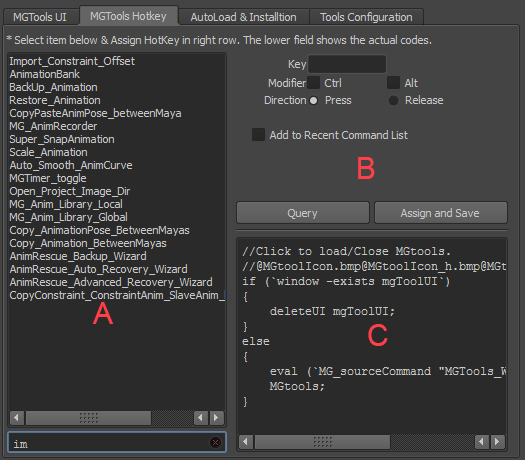 MGTools UI
MGTools Hotkey
AutoLoad & Installtion
Tools Configuration
* Select item below & Assign HotKey in right row. The lower field shows the actual codes.
Import_Constraint_Offset
AnimationBank
BackUp_Animation
Restore_Animation
CopyPasteAnimPose_betweenMaya
MG_AnimRecorder
Super_SnapAnimation
Scale_Animation
Auto_Smooth_AnimCurve
MGTimer_toggle
Open_Project_Image_Dir
MG_Anim_Library_Local
MG_Anim_Library_Global
Copy_AnimationPose_BetweenMayas
Copy_Animation_BetweenMayas
AnimRescue_Backup_Wizard
AnimRescue_Auto_Recovery_Wizard
AnimRescue_Advanced_Recovery_Wizard
CopyConstraint_ConstraintAnim_SlaveAnim_
A
im
Key
Modifier Ctrl Alt
Direction Press Release
Add to Recent Command List
B
Query
Assign and Save
//Click to load/Close MGtools.
//@MGtoolIcon.bmp@MGtoolIcon_h.bmp@MGt
if (`window -exists mgToolUI`)
{
deleteUI mgToolUI;
}
else
{
eval (`MG_sourceCommand "MGTools_W
MGtools;
}
C